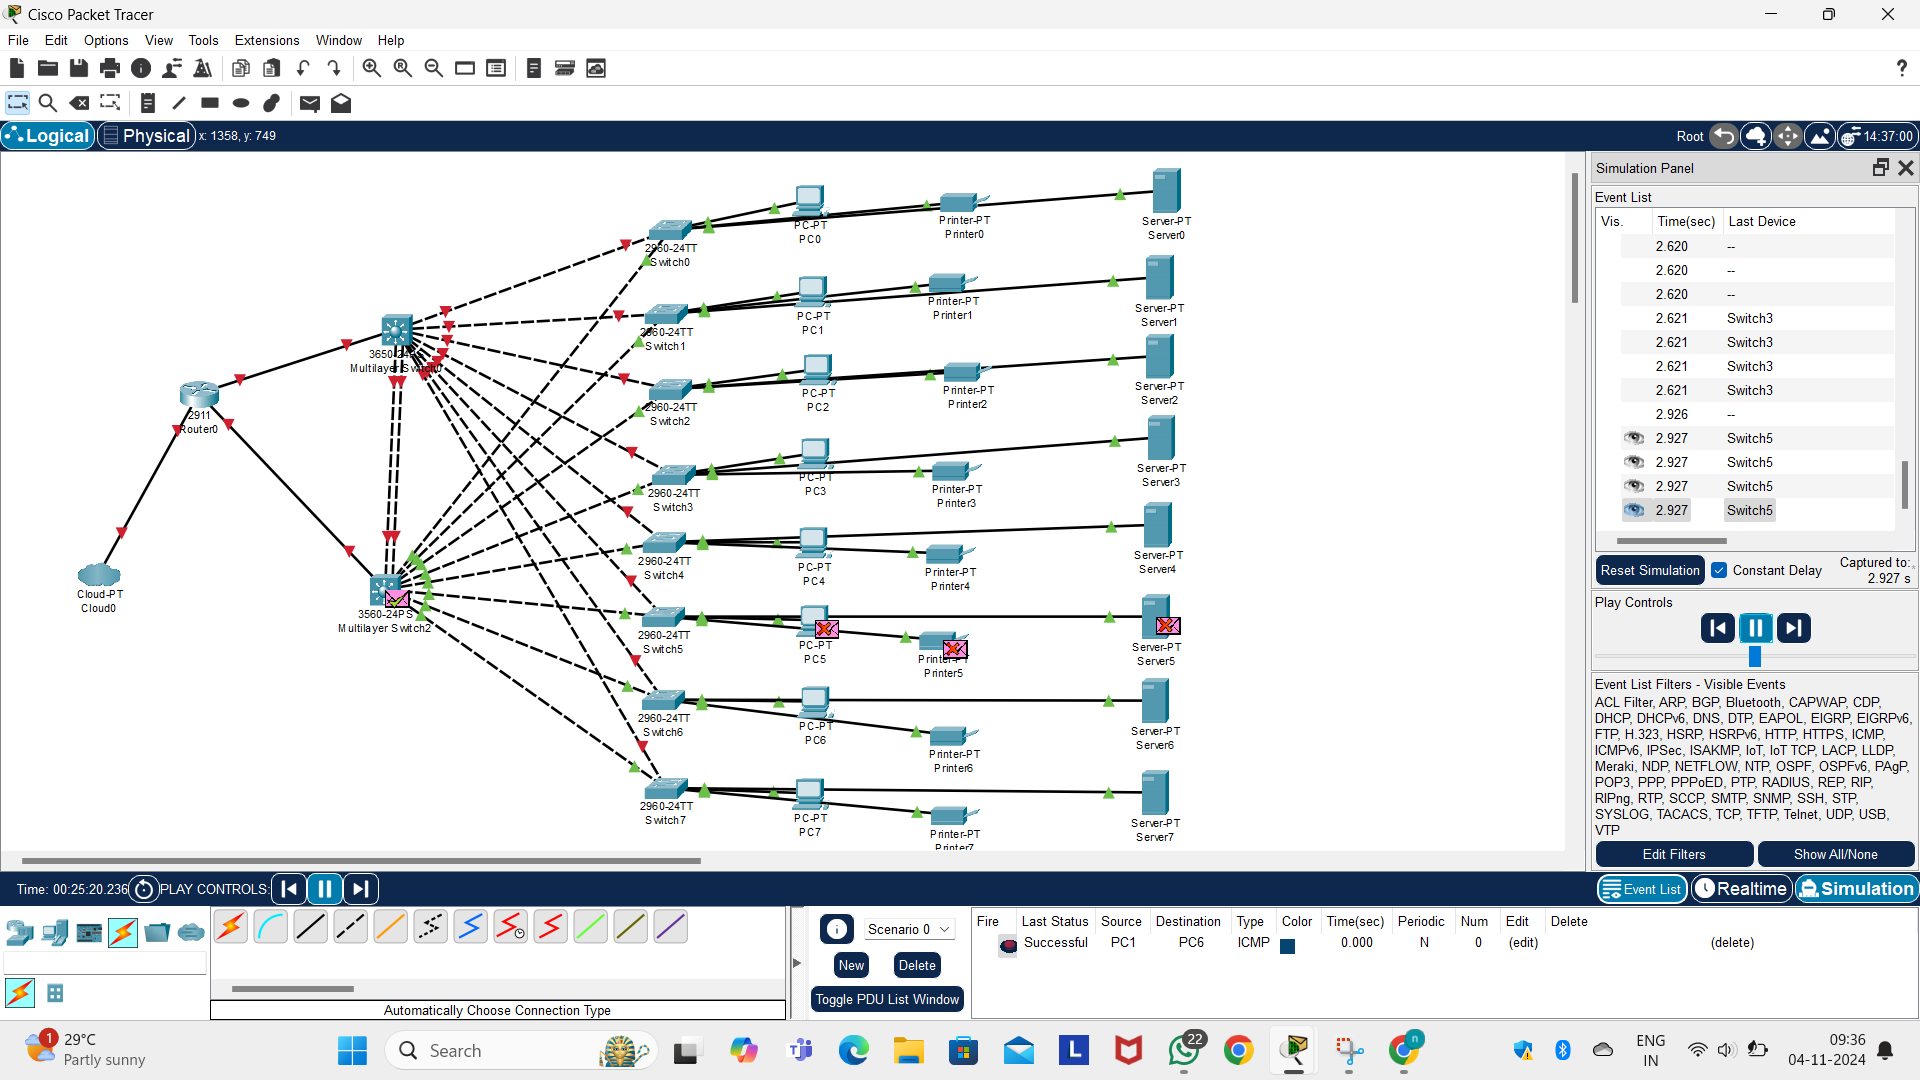 Cisco Packet Tracer
File Edit Options View Tools Extensions Window Help
Logical Physical x: 1358, y: 749 Root 14:37:00
Simulation Panel
Event List
Vis. Time(sec) Last Device
2.620 --
2.620 --
2.620 --
2.621 Switch3
2.621 Switch3
2.621 Switch3
2.621 Switch3
2.926 --
2.927 Switch5
2.927 Switch5
2.927 Switch5
2.927 Switch5
Reset Simulation Constant Delay Captured to:
2.927 s
Play Controls
Event List Filters - Visible Events
ACL Filter, ARP, BGP, Bluetooth, CAPWAP, CDP,
DHCP, DHCPv6, DNS, DTP, EAPOL, EIGRP, EIGRPv6,
FTP, H.323, HSRP, HSRPv6, HTTP, HTTPS, ICMP,
ICMPv6, IPSec, ISAKMP, IoT, IoT TCP, LACP, LLDP,
Meraki, NDP, NETFLOW, NTP, OSPF, OSPFv6, PAgP,
POP3, PPP, PPPoED, PTP, RADIUS, REP, RIP,
RIPng, RTP, SCCP, SMTP, SNMP, SSH, STP,
SYSLOG, TACACS, TCP, TFTP, Telnet, UDP, USB,
VTP
Edit Filters Show All/None
2960-24TT
Switch0
PC-PT
PC0
Printer-PT
Printer0
Server-PT
Server0
2960-24TT
Switch1
PC-PT
PC1
Printer-PT
Printer1
Server-PT
Server1
3650-24PS
Multilayer Switch0
2960-24TT
Switch2
PC-PT
PC2
Printer-PT
Printer2
Server-PT
Server2
2911
Router0
2960-24TT
Switch3
PC-PT
PC3
Printer-PT
Printer3
Server-PT
Server3
2960-24TT
Switch4
PC-PT
PC4
Printer-PT
Printer4
Server-PT
Server4
Cloud-PT
Cloud0
3560-24PS
Multilayer Switch2
2960-24TT
Switch5
PC-PT
PC5
Printer-PT
Printer5
Server-PT
Server5
2960-24TT
Switch6
PC-PT
PC6
Printer-PT
Printer6
Server-PT
Server6
2960-24TT
Switch7
PC-PT
PC7
Printer-PT
Printer7
Server-PT
Server7
Time: 00:25:20.236 PLAY CONTROLS: Event List Realtime Simulation
Scenario 0
New Delete
Toggle PDU List Window
Fire Last Status Source Destination Type Color Time(sec) Periodic Num Edit Delete
Successful PC1 PC6 ICMP 0.000 N 0 (edit) (delete)
Automatically Choose Connection Type
1 29°C
Partly sunny
Search
22
n
ENG
IN
09:36
04-11-2024